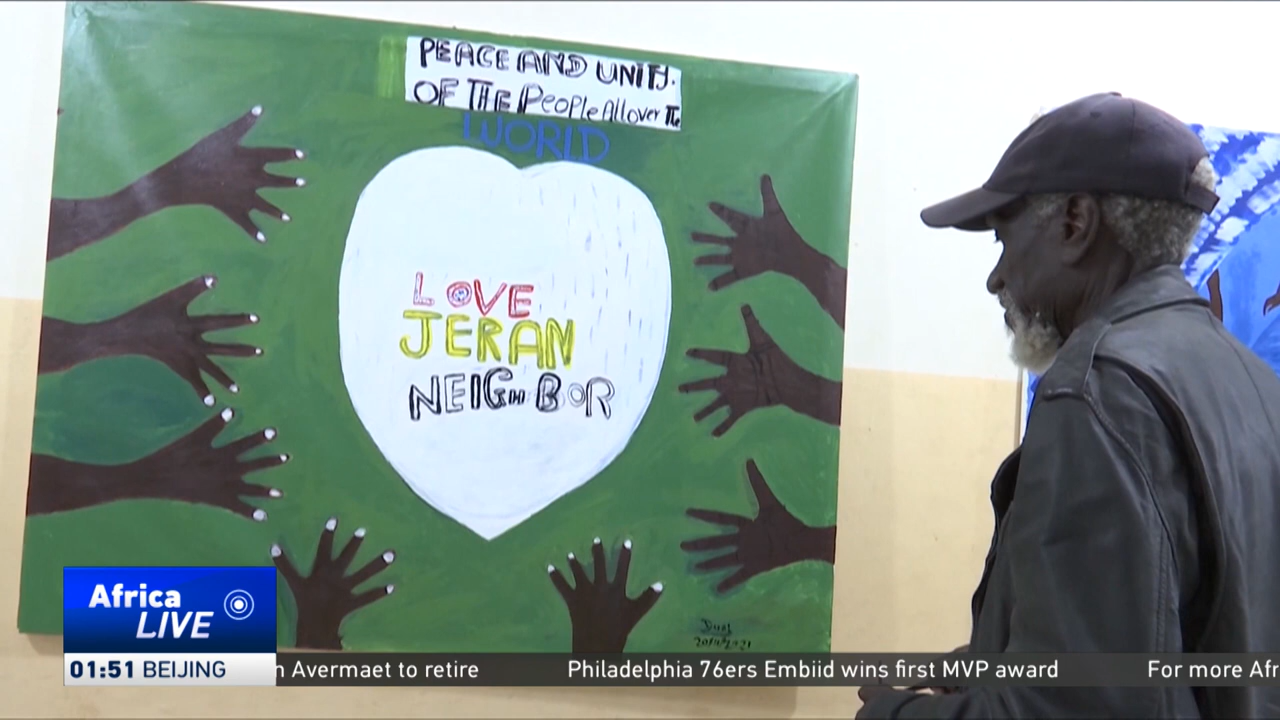 PEACE AND UNITY.
OF THE PEOPLE All over The
WORLD
LOVE
JERAN
NEIGHBOR
Africa
LIVE
01:51 BEIJING
n Avermaet to retire
Philadelphia 76ers Embiid wins first MVP award
For more Afr